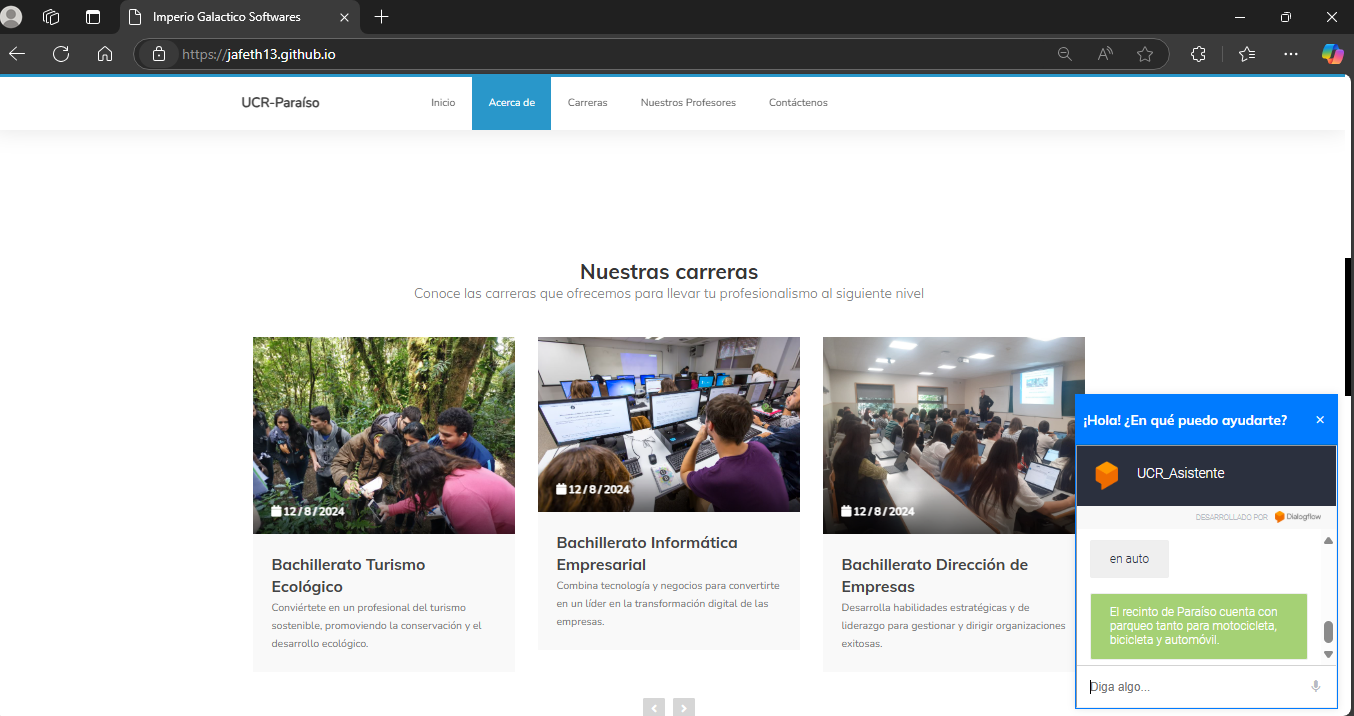 Imperio Galactico Softwares
https://jafeth13.github.io
UCR-Paraíso
Inicio
Acerca de
Carreras
Nuestros Profesores
Contáctenos
Nuestras carreras
Conoce las carreras que ofrecemos para llevar tu profesionalismo al siguiente nivel
12 / 8 / 2024
Bachillerato Turismo
Ecológico
Conviértete en un profesional del turismo
sostenible, promoviendo la conservación y el
desarrollo ecológico.
12 / 8 / 2024
Bachillerato Informática
Empresarial
Combina tecnología y negocios para convertirte
en un líder en la transformación digital de las
empresas.
12 / 8 / 2024
Bachillerato Dirección de
Empresas
Desarrolla habilidades estratégicas y de
liderazgo para gestionar y dirigir organizaciones
exitosas.
¡Hola! ¿En qué puedo ayudarte?
UCR_Asistente
DESARROLLADO POR Dialogflow
en auto
El recinto de Paraíso cuenta con
parqueo tanto para motocicleta,
bicicleta y automóvil.
Diga algo...